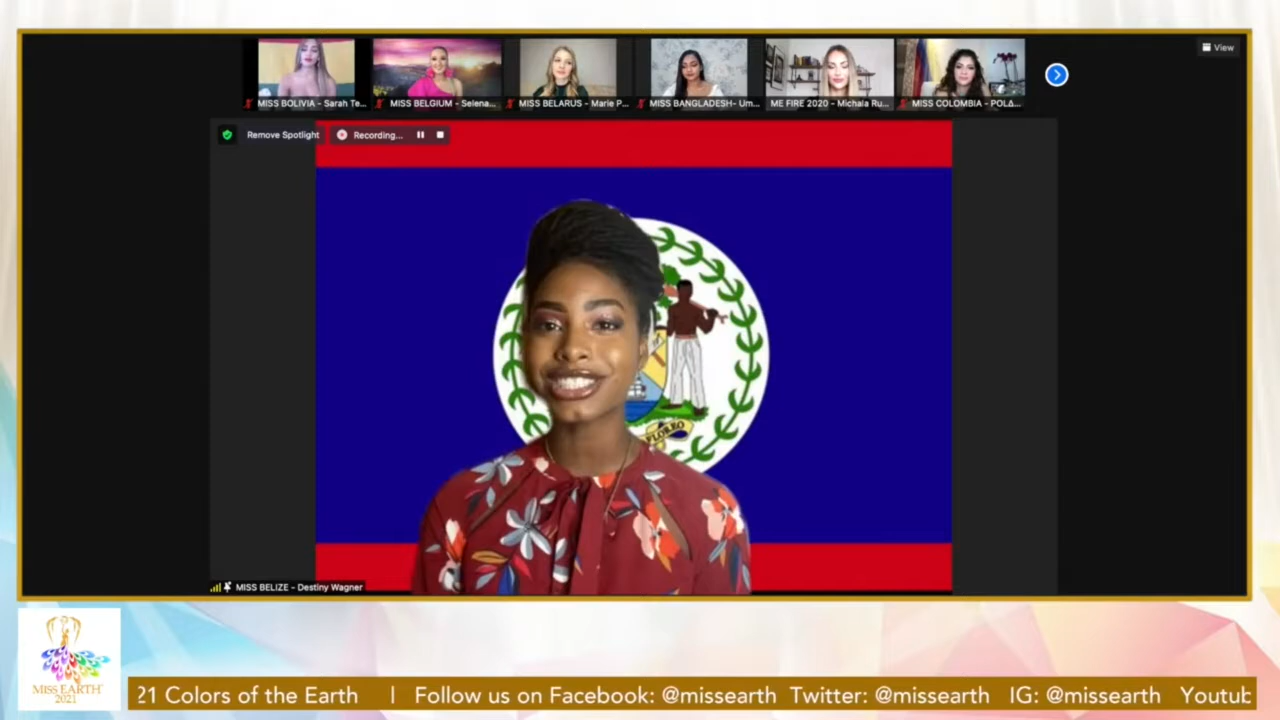 View
MISS BOLIVIA - Sarah Te...
MISS BELGIUM - Selena...
MISS BELARUS - Marie P...
MISS BANGLADESH- Um...
ME FIRE 2020 - Michala Ru...
MISS COLOMBIA - POLΔ...
Remove Spotlight
Recording...
FLOREO
MISS BELIZE - Destiny Wagner
MISS EARTH
2021
21 Colors of the Earth | Follow us on Facebook: @missearth Twitter: @missearth IG: @missearth Youtub